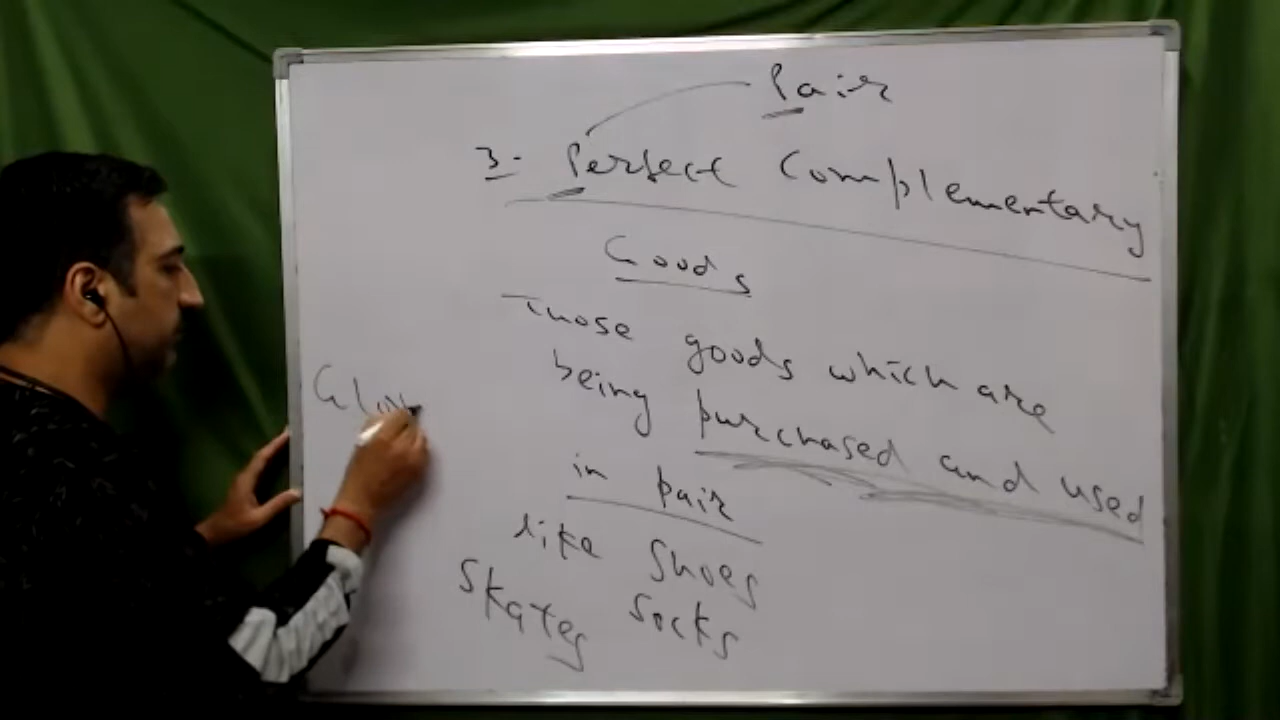 Pair
3. Perfect Complementary
Goods
Those goods which are
being purchased and used
in pair
like Shoes
Skates Socks
Glov